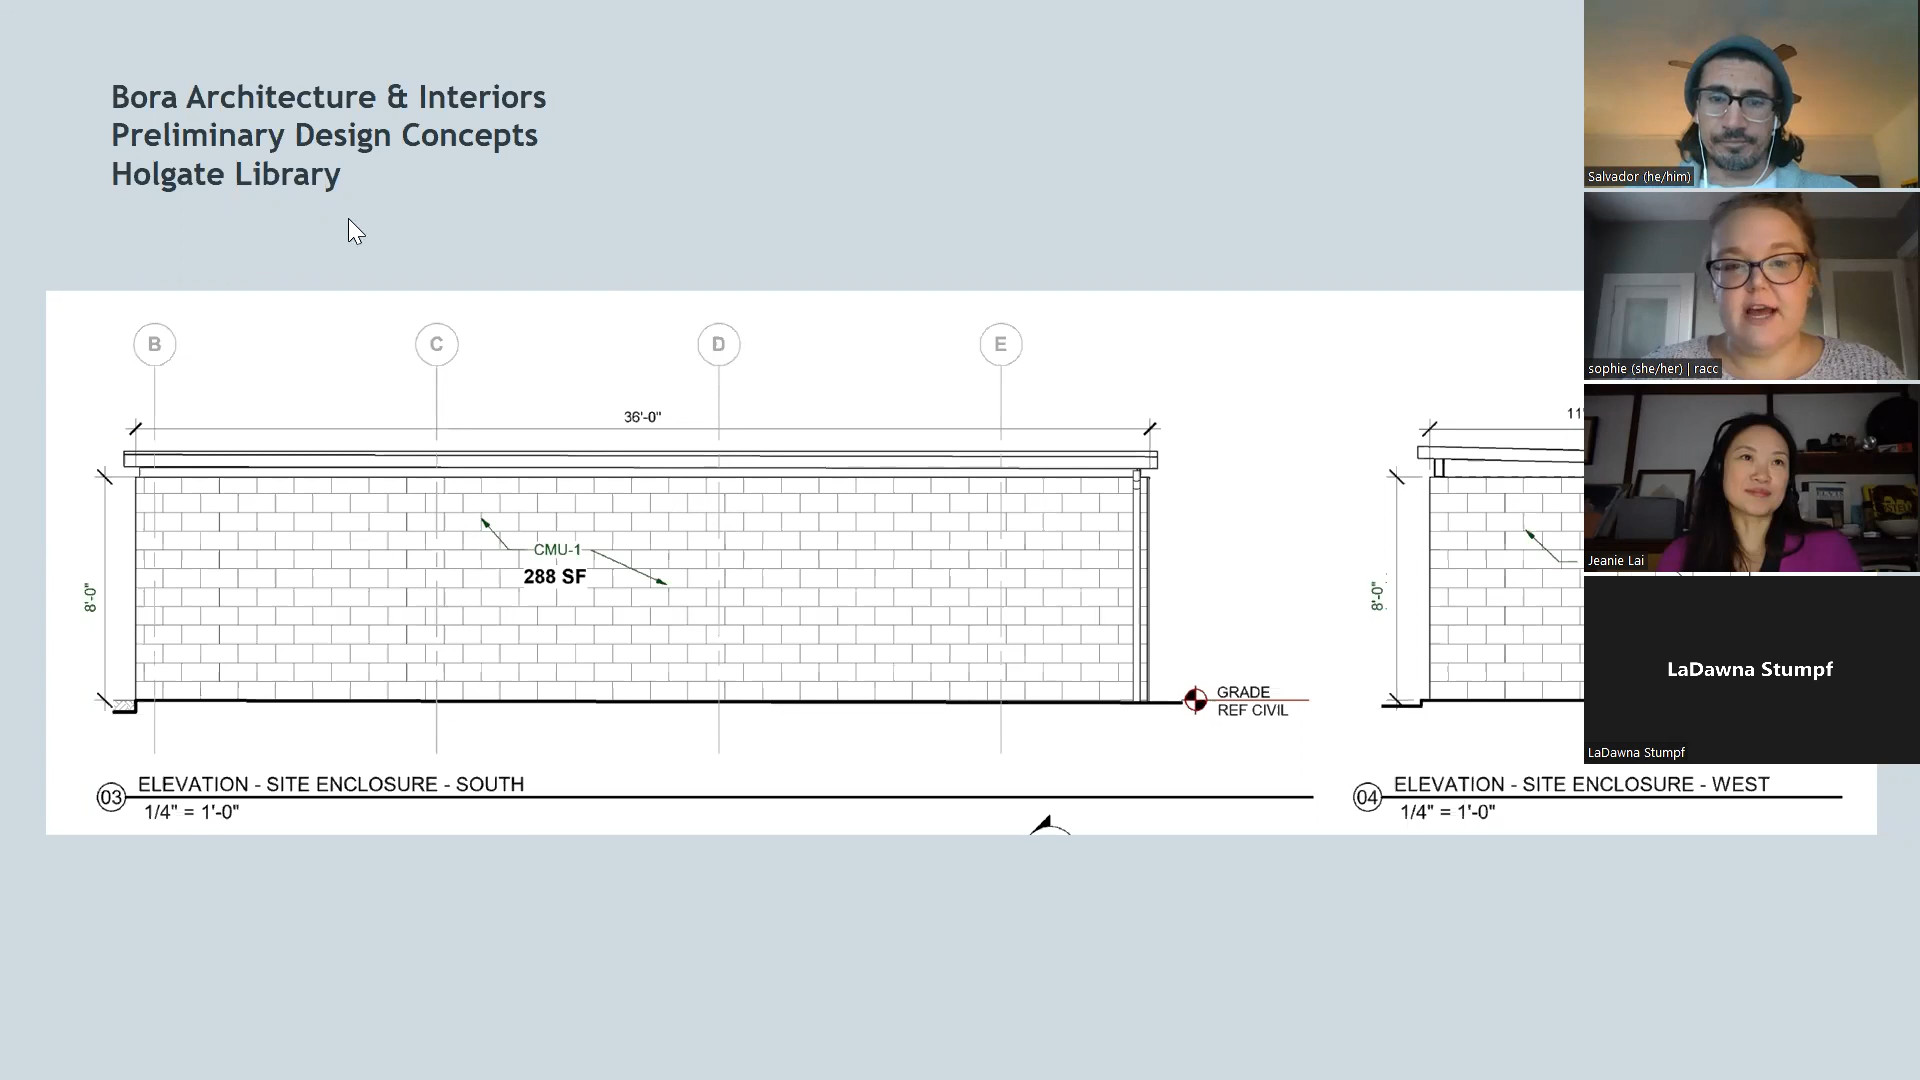 Bora Architecture & Interiors
Preliminary Design Concepts
Holgate Library
B
C
D
E
36'-0"
8'-0"
CMU-1
288 SF
GRADE
REF CIVIL
03
ELEVATION - SITE ENCLOSURE - SOUTH
1/4" = 1'-0"
11'
8'-0"
04
ELEVATION - SITE ENCLOSURE - WEST
1/4" = 1'-0"
Salvador (he/him)
sophie (she/her) | racc
Jeanie Lai
LaDawna Stumpf
LaDawna Stumpf